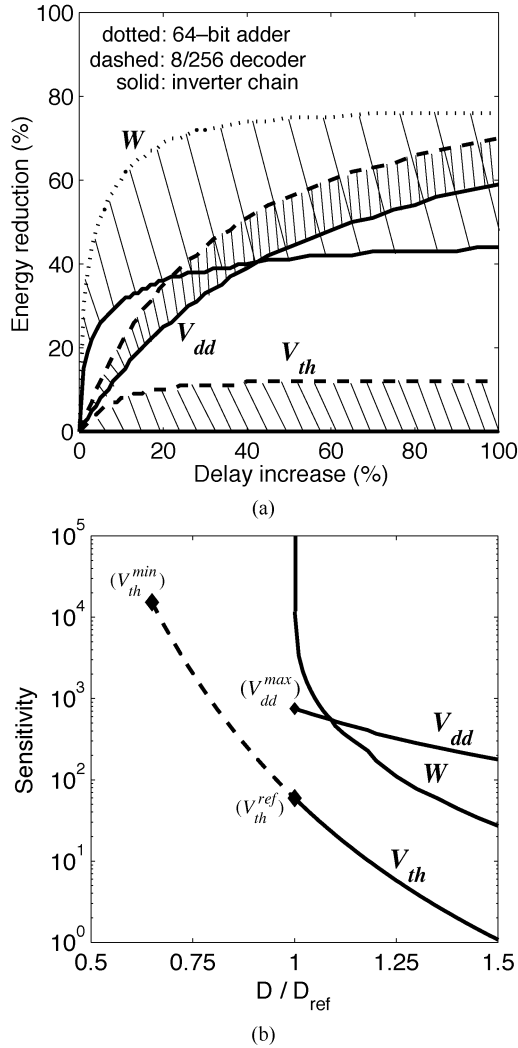 100
80
60
40
20
0
Energy reduction (%)
dotted: 64–bit adder
dashed: 8/256 decoder
solid: inverter chain
W
V_dd
V_th
0 20 40 60 80 100
Delay increase (%)
(a)
10^5
10^4
10^3
10^2
10^1
10^0
Sensitivity
(V_th^min)
(V_dd^max)
(V_th^ref)
V_dd
W
V_th
0.5 0.75 1 1.25 1.5
D / D_ref
(b)